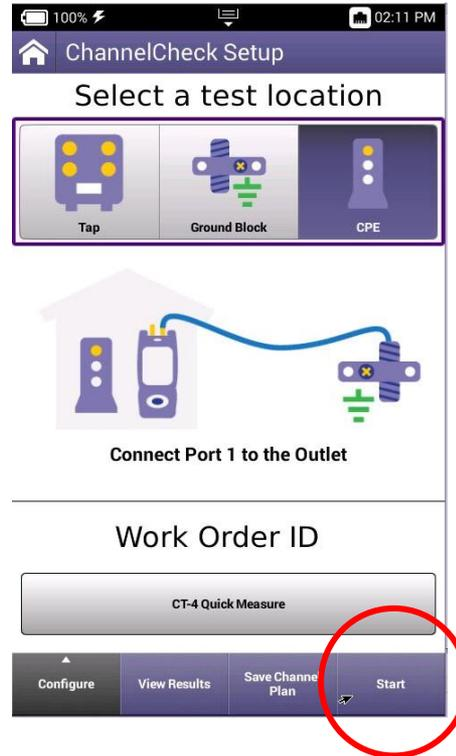 100% 02:11 PM
ChannelCheck Setup
Select a test location
Tap Ground Block CPE
Connect Port 1 to the Outlet
Work Order ID
CT-4 Quick Measure
Configure View Results Save Channel Plan Start